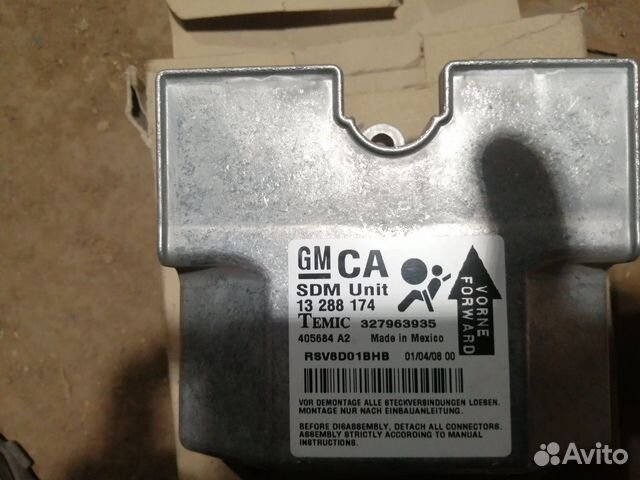 GM CA
SDM Unit
13 288 174
TEMIC 327963935
405684 A2 Made in Mexico
RSV8D01BHB 01/04/08 00
VORNE
FORWARD
VOR DEMONTAGE ALLE STECKVERBINDUNGEN LOESEN.
MONTAGE NUR NACH EINBAUANLEITUNG.
BEFORE DISASSEMBLY, DETACH ALL CONNECTORS.
ASSEMBLY STRICTLY ACCORDING TO MANUAL
INSTRUCTIONS.
Avito